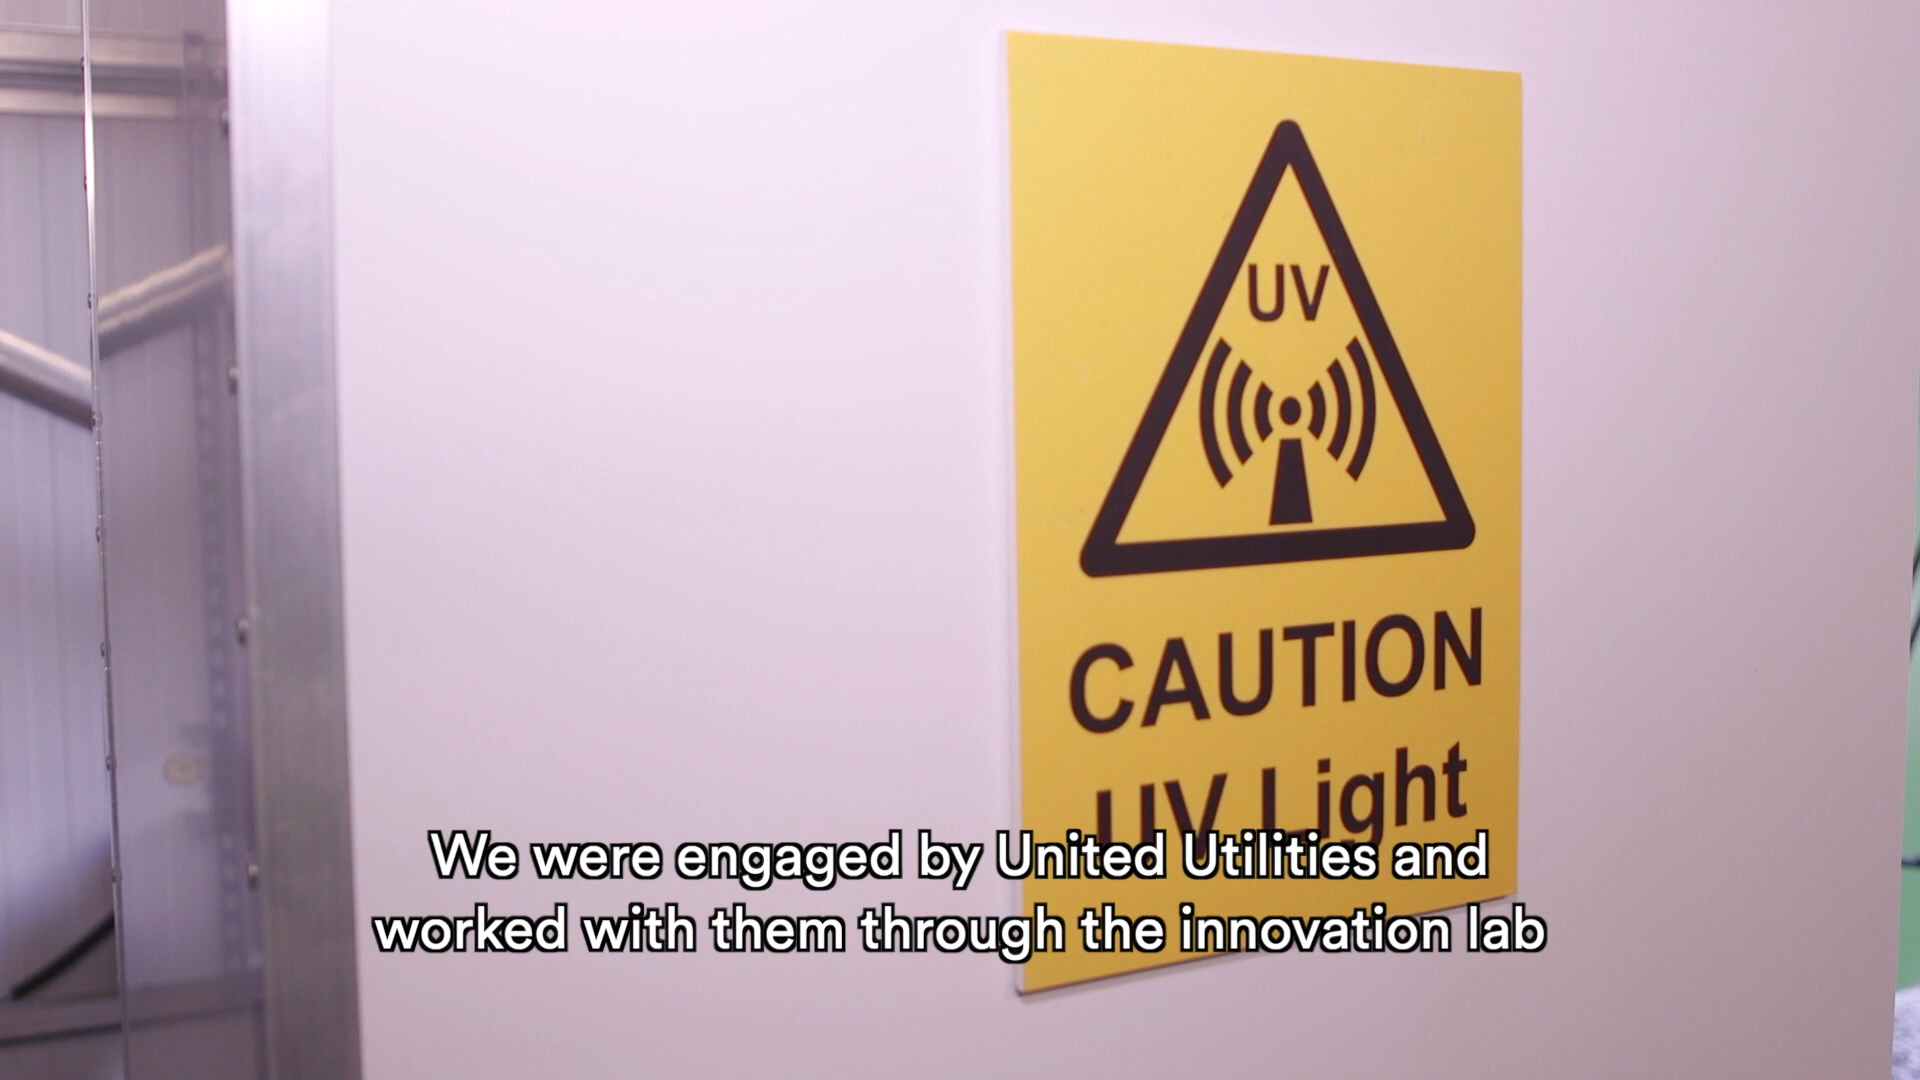 UV
CAUTION
UV Light
We were engaged by United Utilities and
worked with them through the innovation lab